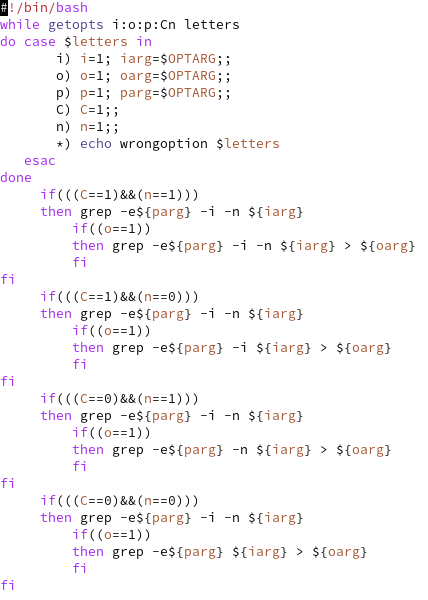 #!/bin/bash
while getopts i:o:p:Cn letters
do case $letters in
       i) i=1; iarg=$OPTARG;;
       o) o=1; oarg=$OPTARG;;
       p) p=1; parg=$OPTARG;;
       C) C=1;;
       n) n=1;;
       *) echo wrongoption $letters
   esac
done
     if(((C==1)&&(n==1)))
     then grep -e${parg} -i -n ${iarg}
         if((o==1))
         then grep -e${parg} -i -n ${iarg} > ${oarg}
         fi
fi
     if(((C==1)&&(n==0)))
     then grep -e${parg} -i -n ${iarg}
         if((o==1))
         then grep -e${parg} -i ${iarg} > ${oarg}
         fi
fi
     if(((C==0)&&(n==1)))
     then grep -e${parg} -i -n ${iarg}
         if((o==1))
         then grep -e${parg} -n ${iarg} > ${oarg}
         fi
fi
     if(((C==0)&&(n==0)))
     then grep -e${parg} -i -n ${iarg}
         if((o==1))
         then grep -e${parg} ${iarg} > ${oarg}
         fi
fi